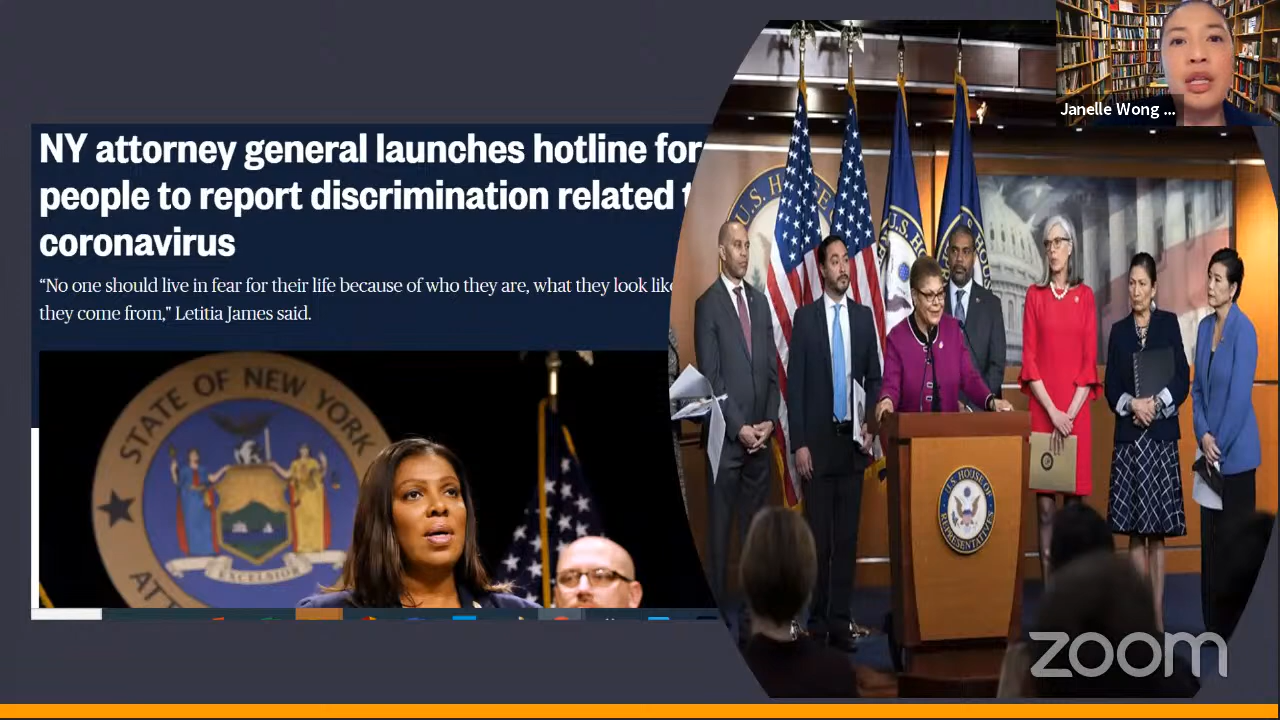 NY attorney general launches hotline for
people to report discrimination related t
coronavirus
“No one should live in fear for their life because of who they are, what they look like
they come from,” Letitia James said.
STATE OF NEW YORK
ATT
EXCELSIOR
Janelle Wong ...
U.S. HOUSE OF
REPRESENTATIVES
zoom